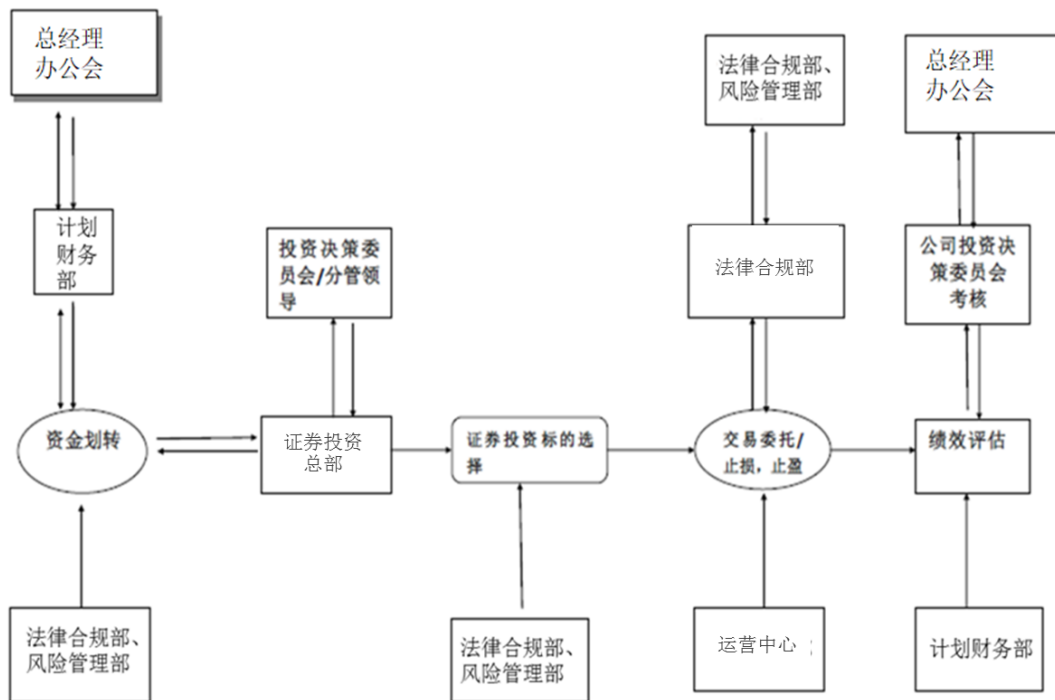 总经理
办公会
法律合规部、
风险管理部
总经理
办公会
计划
财务
部
投资决策委
员会/分管领
导
法律合规部
公司投资决
策委员会
考核
资金划转
证券投资
总部
证券投资标的选
择
交易委托/
止损，止盈
绩效评估
法律合规部、
风险管理部
法律合规部、
风险管理部
运营中心 ;
计划财务部